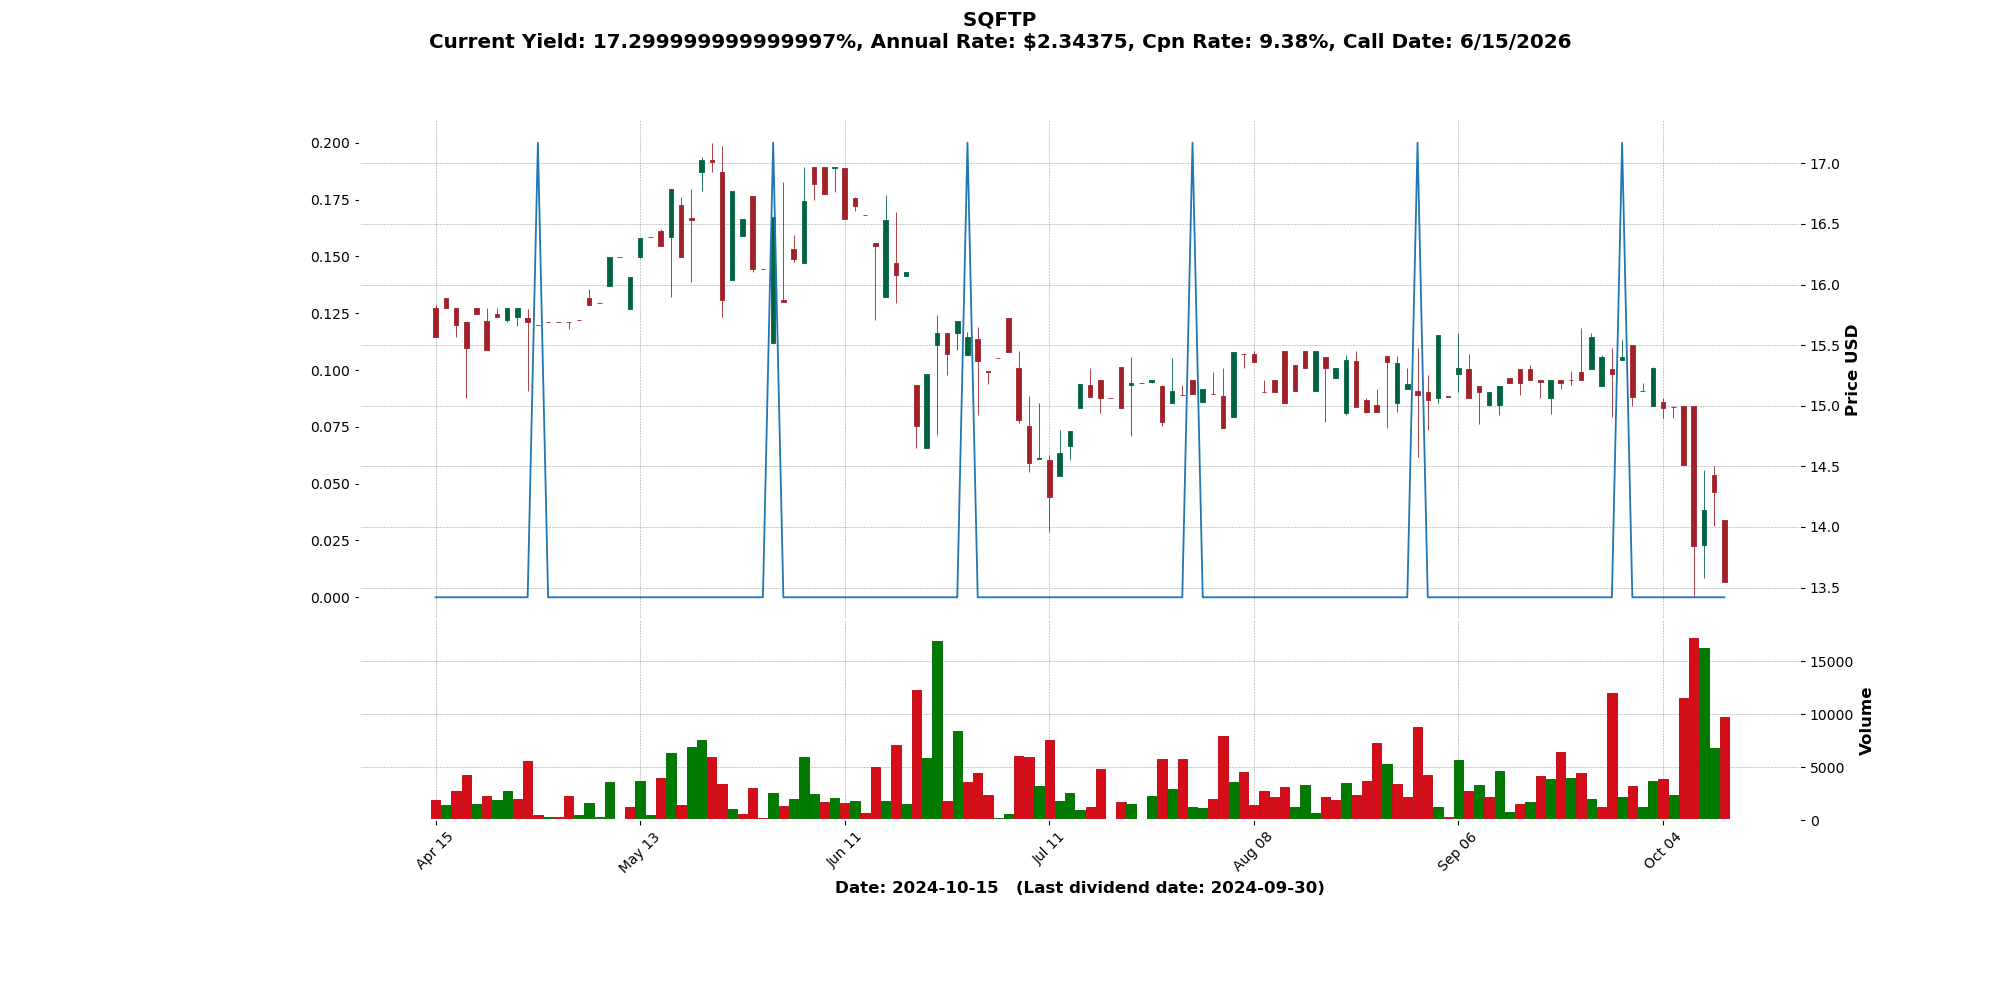 SQFTP
Current Yield: 17.299999999999997%, Annual Rate: $2.34375, Cpn Rate: 9.38%, Call Date: 6/15/2026
0.200
0.175
0.150
0.125
0.100
0.075
0.050
0.025
0.000
17.0
16.5
16.0
15.5
15.0
14.5
14.0
13.5
Price USD
15000
10000
5000
0
Volume
Apr 15
May 13
Jun 11
Jul 11
Aug 08
Sep 06
Oct 04
Date: 2024-10-15 (Last dividend date: 2024-09-30)